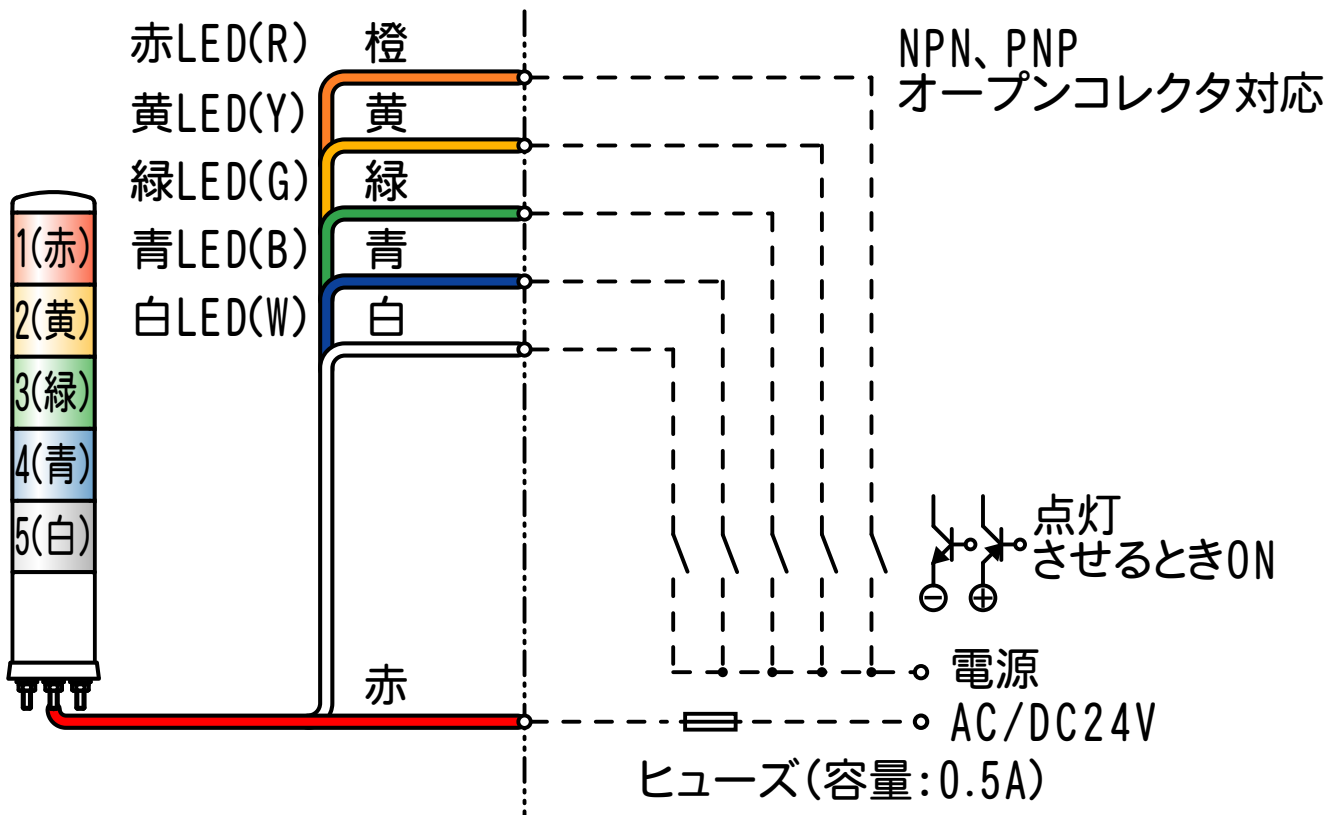 赤LED(R) 橙
黄LED(Y) 黄
緑LED(G) 緑
青LED(B) 青
白LED(W) 白
NPN、PNP
オープンコレクタ対応
1(赤)
2(黄)
3(緑)
4(青)
5(白)
点灯
させるときON
赤
電源
AC/DC24V
ヒューズ(容量:0.5A)